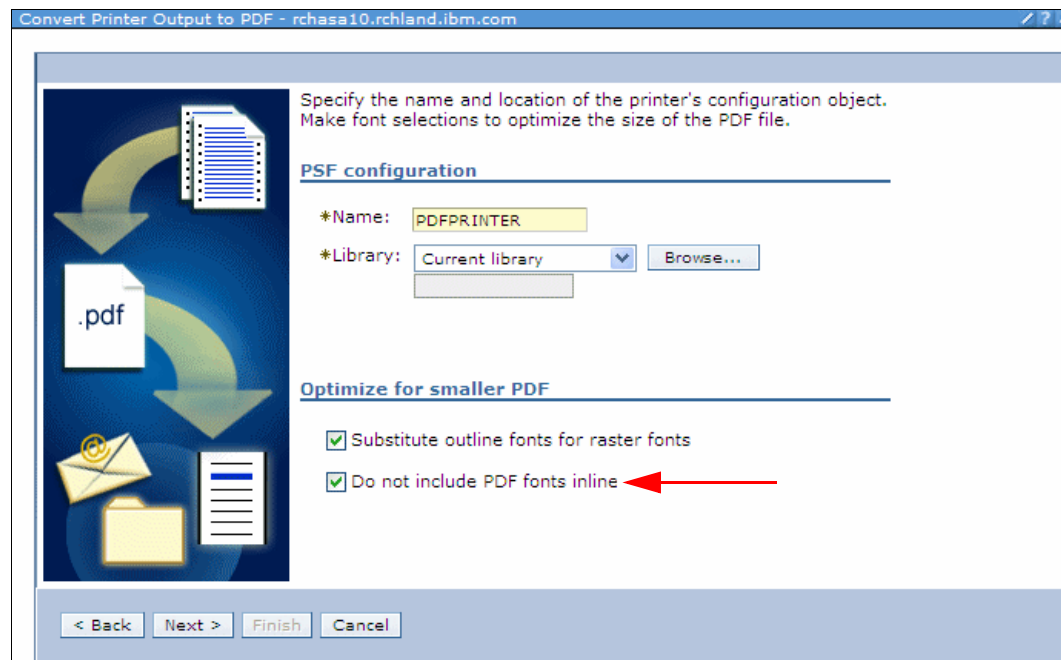 Convert Printer Output to PDF - rchasa10.rchland.ibm.com
Specify the name and location of the printer's configuration object.
Make font selections to optimize the size of the PDF file.
PSF configuration
*Name: PDFPRINTER
*Library: Current library Browse...
.pdf
Optimize for smaller PDF
Substitute outline fonts for raster fonts
Do not include PDF fonts inline
@
< Back Next > Finish Cancel